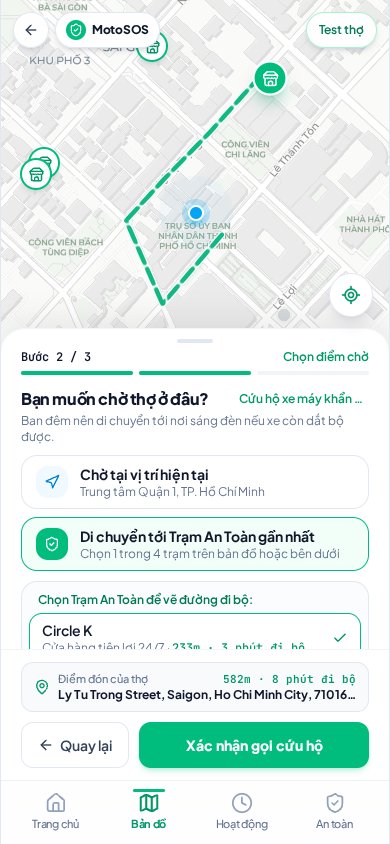 BÀ SÀI GÒN
MotoSOS
Test thợ
KHU PHỐ 3
CÔNG VIÊN
CHI LĂNG
Lê Thánh Tôn
TRỤ SỞ ỦY BAN
NHÂN DÂN THÀNH
PHỐ HỒ CHÍ MINH
CÔNG VIÊN BÁCH
TÙNG DIỆP
NHÀ HÁT
THÀNH PHỐ
Lê Lợi
Bước 2 / 3
Chọn điểm chờ
Bạn muốn chờ thợ ở đâu?
Cứu hộ xe máy khẩn ...
Ban đêm nên di chuyển tới nơi sáng đèn nếu xe còn dắt bộ
được.
Chờ tại vị trí hiện tại
Trung tâm Quận 1, TP. Hồ Chí Minh
Di chuyển tới Trạm An Toàn gần nhất
Chọn 1 trong 4 trạm trên bản đồ hoặc bên dưới
Chọn Trạm An Toàn để vẽ đường đi bộ:
Circle K
Cửa hàng tiện lợi 24/7 · 233m · 3 phút đi bộ
Điểm đón của thợ
582m · 8 phút đi bộ
Ly Tu Trong Street, Saigon, Ho Chi Minh City, 71016...
Quay lại
Xác nhận gọi cứu hộ
Trang chủ
Bản đồ
Hoạt động
An toàn